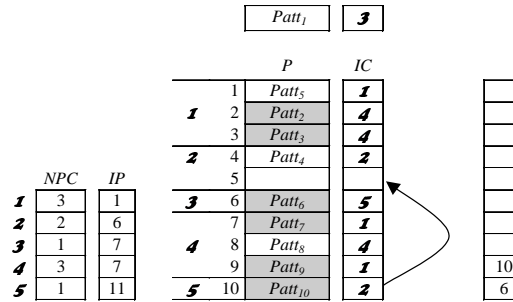 Patt1 3
P IC
1 Patt5 1
1 2 Patt2 4
3 Patt3 4
2 4 Patt4 2
NPC IP 5
1 3 1 3 6 Patt6 5
2 2 6 7 Patt7 1
3 1 7 4 8 Patt8 4
4 3 7 9 Patt9 1 10
5 1 11 5 10 Patt10 2 6